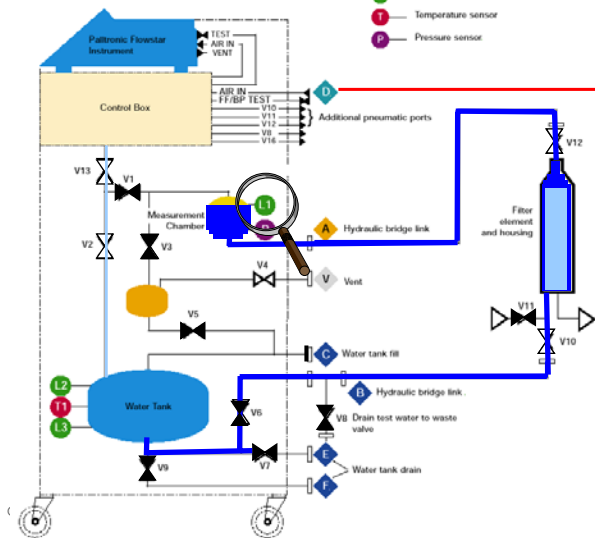 T Temperature sensor
P Pressure sensor.
Palltronic Flowstar
Instrument
TEST
AIR IN
VENT
Control Box
AIR IN
FF/BP TEST
V10
V11
V12
V8
V16
D
Additional pneumatic ports
V12
V13
V1
V2
V3
Measurement
Chamber
L1
A Hydraulic bridge link
Filter
element
and housing
V4
V Vent
V5
V11
V10
C Water tank fill
L2
T1
L3
Water Tank
V6
B Hydraulic bridge link.
V8 Drain test water to waste
valve
V7
V9
E
Water tank drain
F